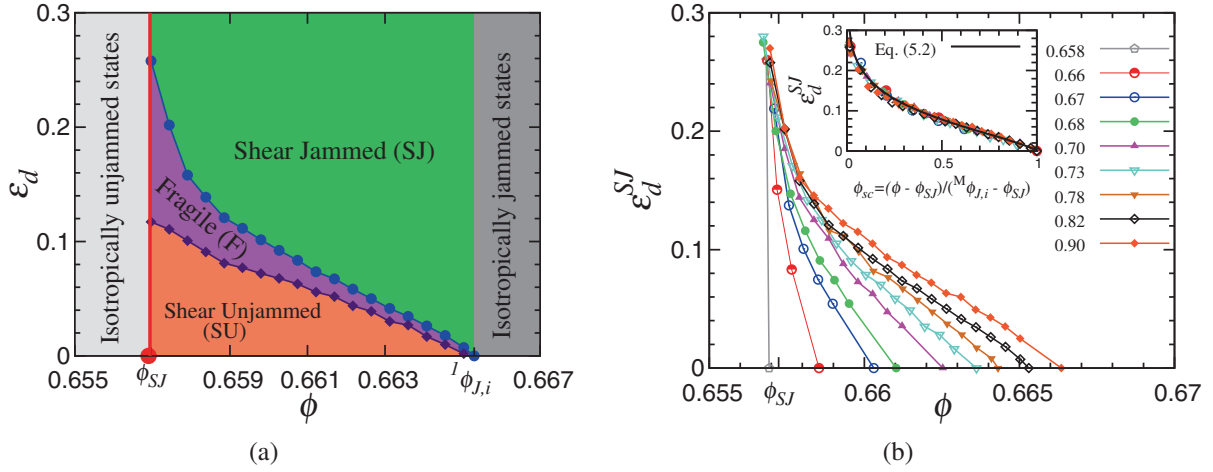 0.3
0.2
0.1
0
ε_d
Isotropically unjammed states
Shear Jammed (SJ)
Fragile (F)
Shear Unjammed
(SU)
Isotropically jammed states
0.655
ϕ_SJ
0.659
0.661
0.663
¹ϕ_J,i
0.667
ϕ
(a)
0.3
0.2
0.1
0
ε_d^SJ
0.655
ϕ_SJ
0.66
0.665
0.67
ϕ
Eq. (5.2)
0.3
0.2
0.1
0
ε_d^SJ
0
0.5
1
ϕ_sc=(ϕ - ϕ_SJ)/(^Mϕ_J,i - ϕ_SJ)
0.658
0.66
0.67
0.68
0.70
0.73
0.78
0.82
0.90
(b)